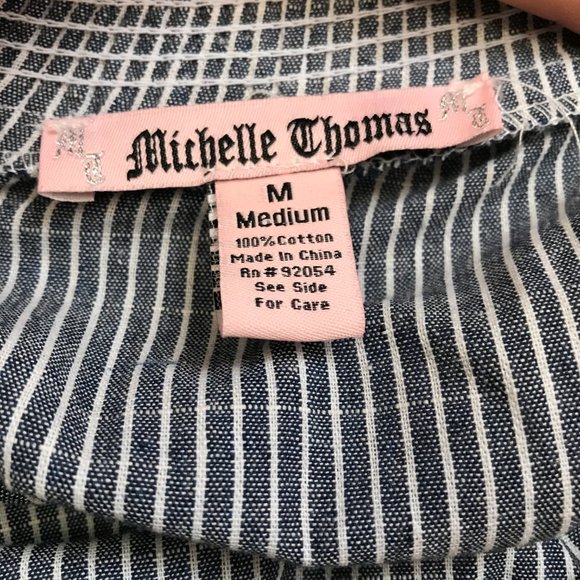 M
T
Michelle Thomas
M
T
M
Medium
100% Cotton
Made In China
Rn# 92054
See Side
For Care